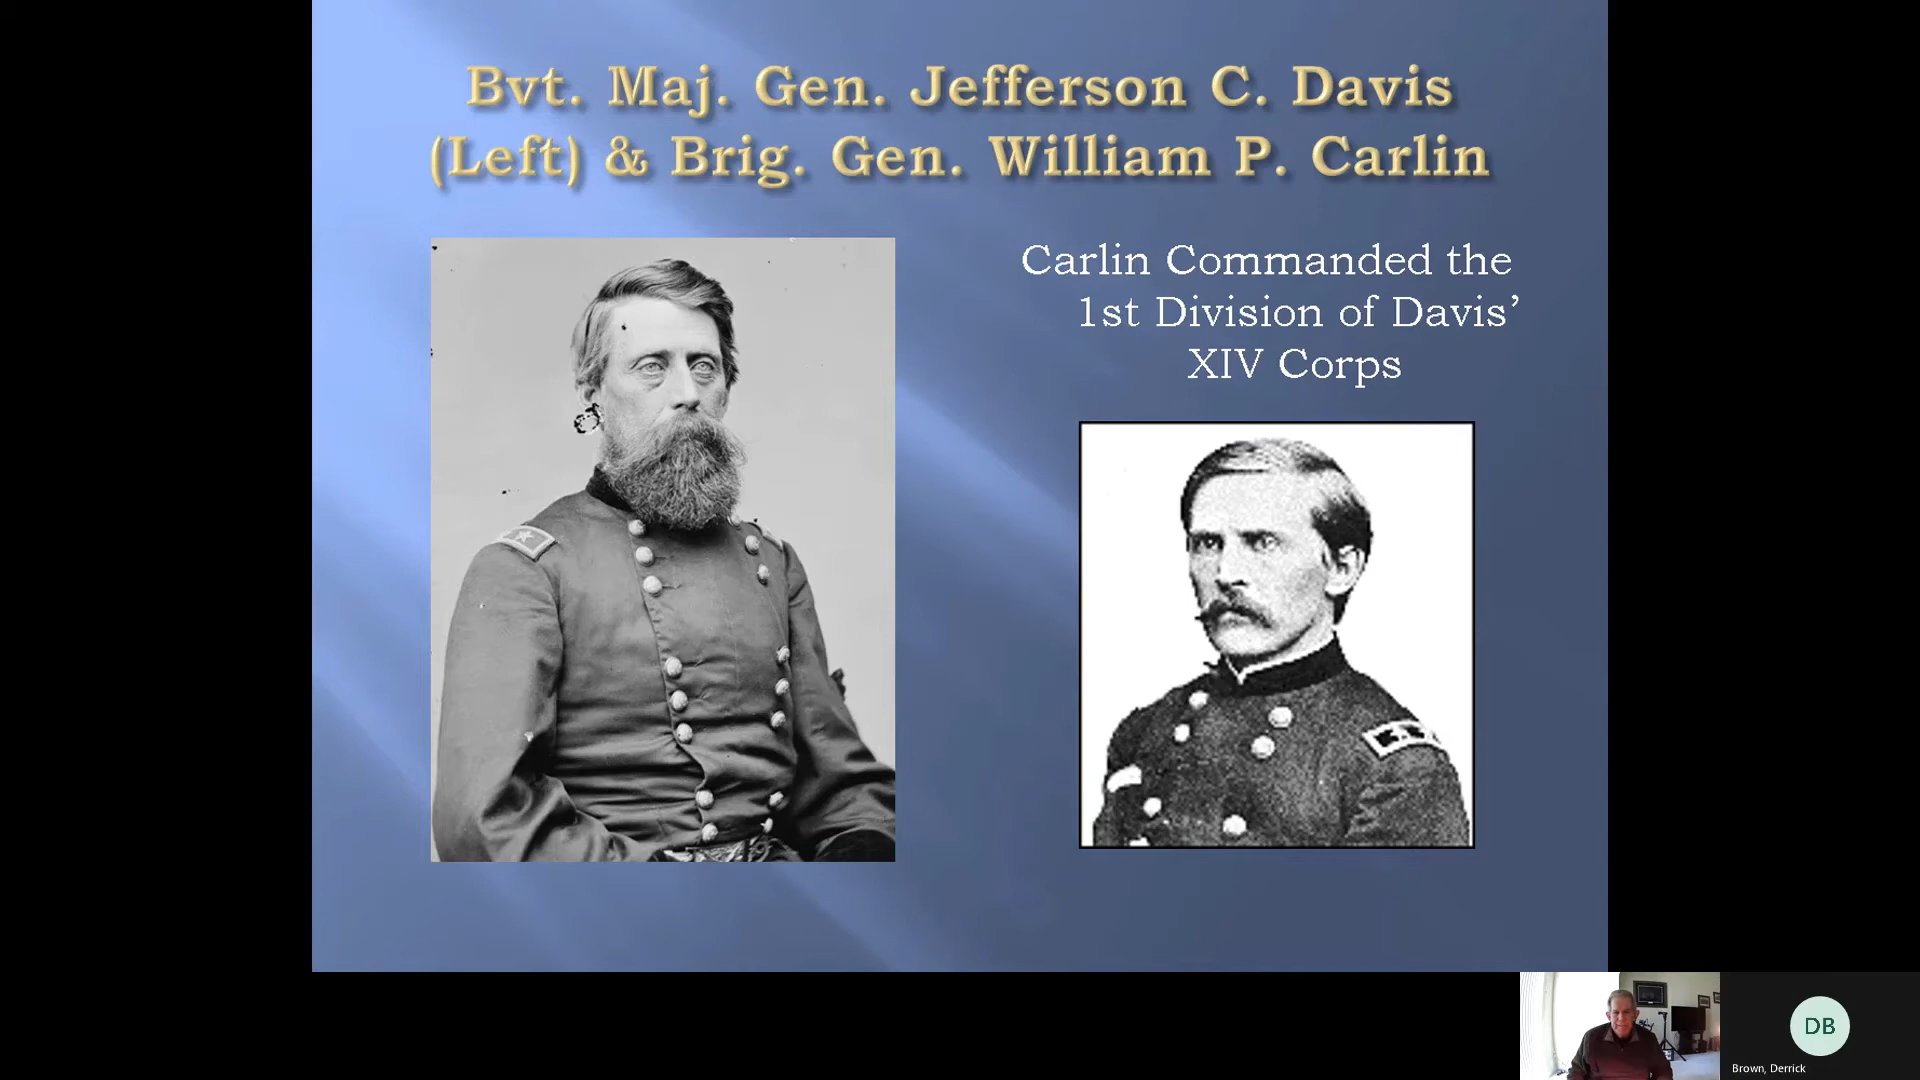 Bvt. Maj. Gen. Jefferson C. Davis
(Left) & Brig. Gen. William P. Carlin
Carlin Commanded the
1st Division of Davis’
XIV Corps
DB
Brown, Derrick